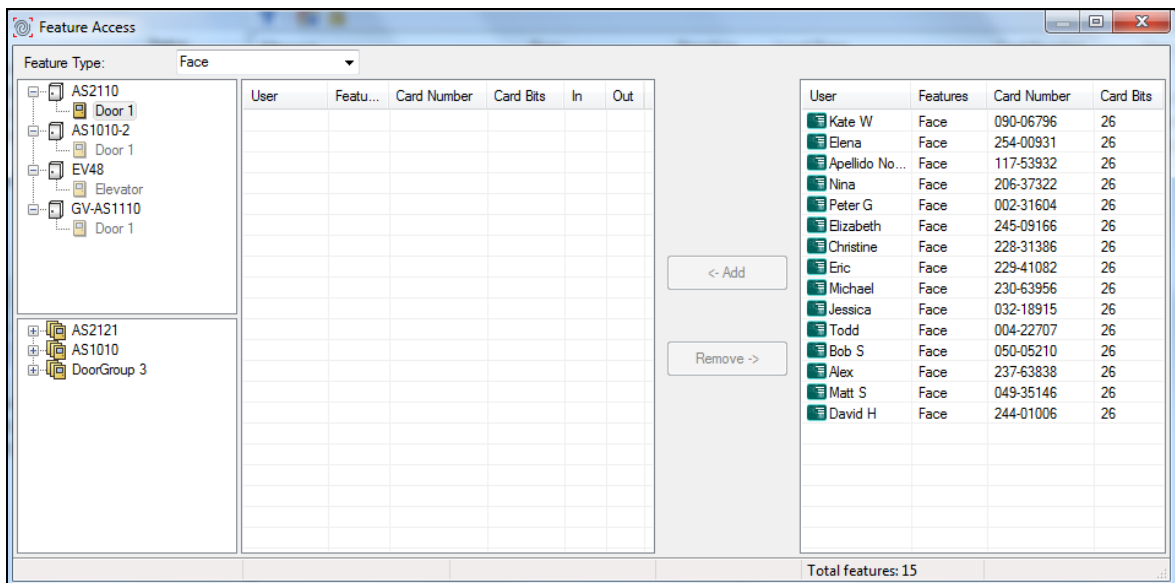 Feature Access
Feature Type: Face
AS2110
Door 1
AS1010-2
Door 1
EV48
Elevator
GV-AS1110
Door 1
AS2121
AS1010
DoorGroup 3
User Featu... Card Number Card Bits In Out
<- Add
Remove ->
User Features Card Number Card Bits
Kate W Face 090-06796 26
Elena Face 254-00931 26
Apellido No... Face 117-53932 26
Nina Face 206-37322 26
Peter G Face 002-31604 26
Elizabeth Face 245-09166 26
Christine Face 228-31386 26
Eric Face 229-41082 26
Michael Face 230-63956 26
Jessica Face 032-18915 26
Todd Face 004-22707 26
Bob S Face 050-05210 26
Alex Face 237-63838 26
Matt S Face 049-35146 26
David H Face 244-01006 26
Total features: 15